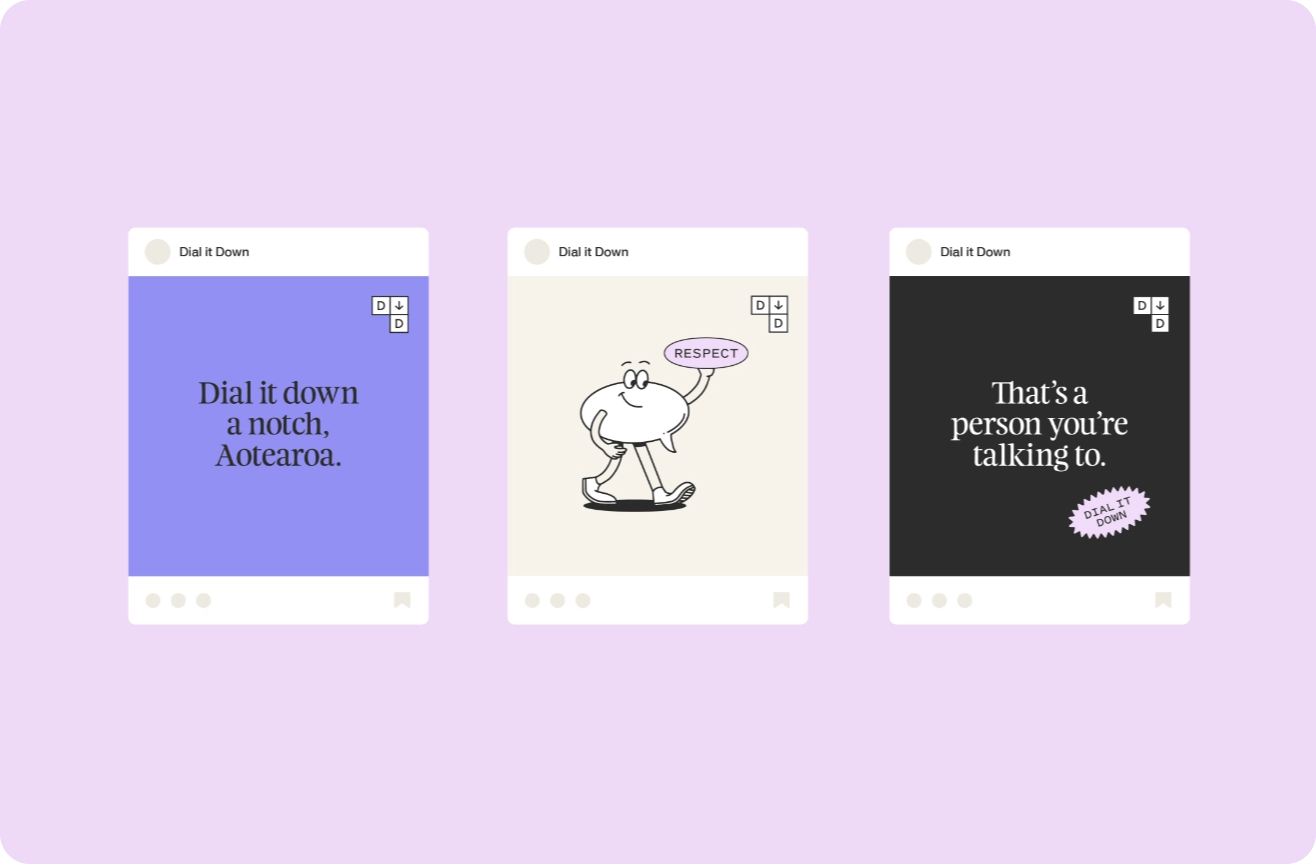 Dial it Down
D ↓
D
Dial it down
a notch,
Aotearoa.
Dial it Down
D ↓
D
RESPECT
Dial it Down
D ↓
D
That’s a
person you’re
talking to.
DIAL IT
DOWN